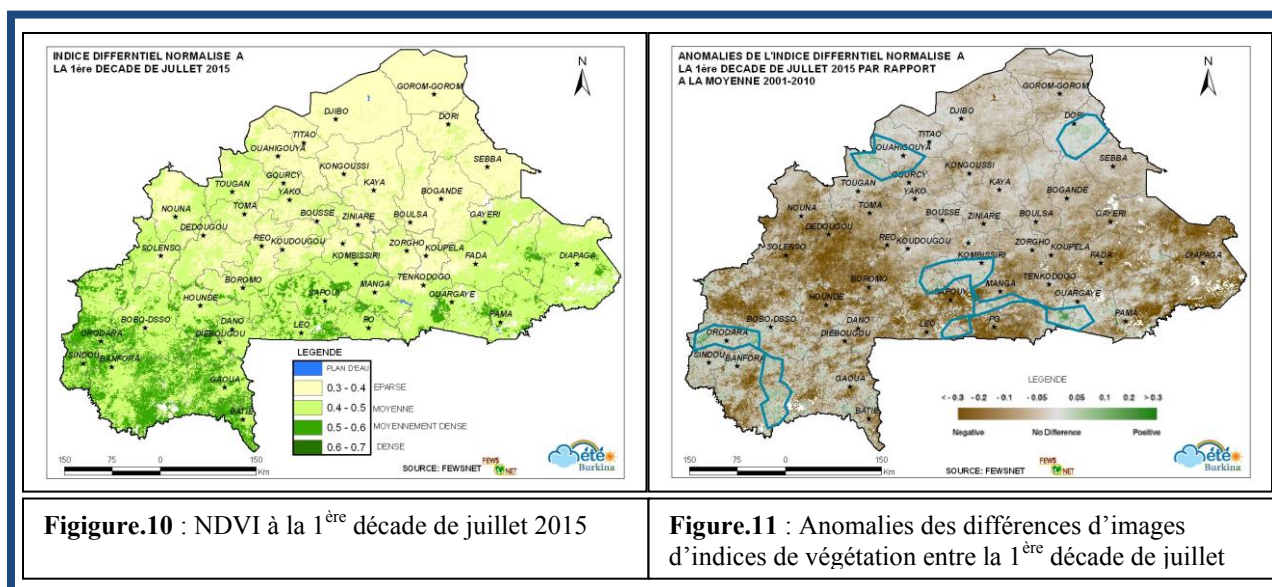 INDICE DIFFERNTIEL NORMALISE A
LA 1ère DECADE DE JUILLET 2015
N
GOROM-GOROM
DJIBO
DORI
TITAO
OUAHIGOUYA
SEBBA
KONGOUSSI
GOURCY
KAYA
TOUGAN
YAKO
BOGANDE
NOUNA
TOMA
BOUSSE
ZINIARE
BOULSA
GAYERI
DEDOUGOU
SOLENSO
REO
KOUDOUGOU
ZORGHO
KOUPELA
KOMBISSIRI
FADA
DIAPAGA
BOROMO
TENKODOGO
MANGA
SAPOUY
OUARGAYE
HOUNDE
PAMA
BOBO-DSSO
DANO
LEO
PO
ORODARA
DIEBOUGOU
SINDOU
BANFORA
GAOUA
BATIE
LEGENDE
PLAN D'EAU
0.3 - 0.4 EPARSE
0.4 - 0.5 MOYENNE
0.5 - 0.6 MOYENNEMENT DENSE
0.6 - 0.7 DENSE
150 75 0 150
Km
SOURCE: FEWSNET
FEWS
NET
été
Burkina
ANOMALIES DE L'INDICE DIFFERNTIEL NORMALISE A
LA 1ère DECADE DE JUILLET 2015 PAR RAPPORT
A LA MOYENNE 2001-2010
N
GOROM-GOROM
DJIBO
DORI
TITAO
OUAHIGOUYA
SEBBA
KONGOUSSI
GOURCY
KAYA
TOUGAN
YAKO
BOGANDE
NOUNA
TOMA
BOUSSE
ZINIARE
BOULSA
GAYERI
DEDOUGOU
SOLENSO
REO
KOUDOUGOU
ZORGHO
KOUPELA
KOMBISSIRI
FADA
DIAPAGA
BOROMO
TENKODOGO
MANGA
SAPOUY
OUARGAYE
HOUNDE
PAMA
BOBO-DSSO
DANO
LEO
PO
ORODARA
DIEBOUGOU
SINDOU
BANFORA
GAOUA
BATIE
LEGENDE
< - 0.3 - 0.2 - 0.1 0.05 0.05 0.1 0.2 > 0.3
Negative No Difference Positive
150 75 0 150
Km
SOURCE: FEWSNET
FEWS
NET
été
Burkina
Figigure.10 : NDVI à la 1ère décade de juillet 2015
Figure.11 : Anomalies des différences d'images
d'indices de végétation entre la 1ère décade de juillet